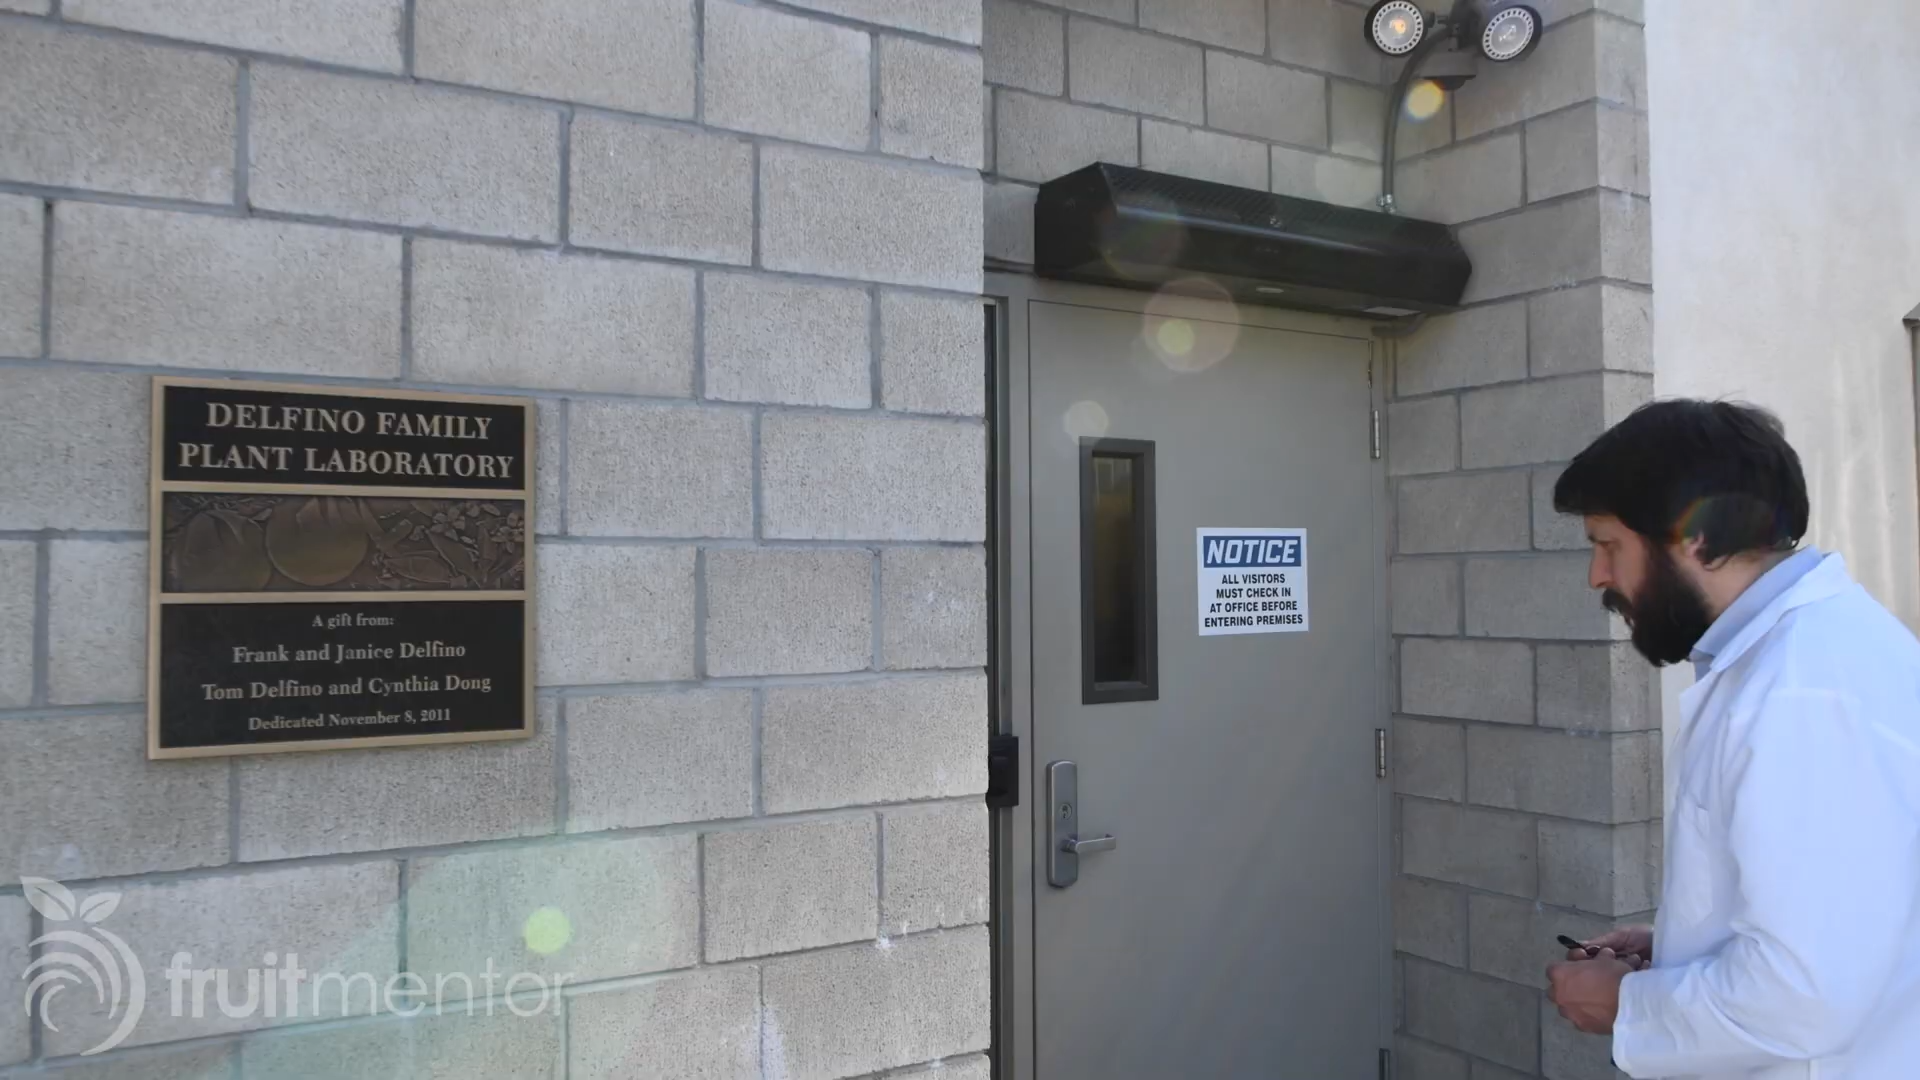 DELFINO FAMILY
PLANT LABORATORY
A gift from:
Frank and Janice Delfino
Tom Delfino and Cynthia Dong
Dedicated November 8, 2011
NOTICE
ALL VISITORS
MUST CHECK IN
AT OFFICE BEFORE
ENTERING PREMISES
fruitmentor